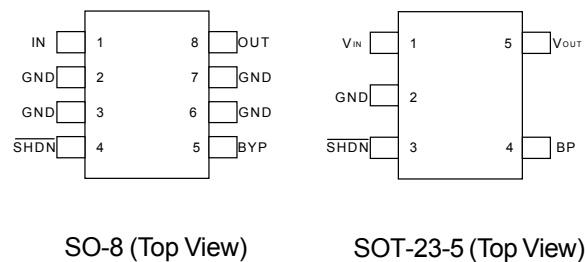 IN 1 8 OUT
GND 2 7 GND
GND 3 6 GND
SHDN 4 5 BYP
SO-8 (Top View)
VIN 1 5 VOUT
GND 2
SHDN 3 4 BP
SOT-23-5 (Top View)